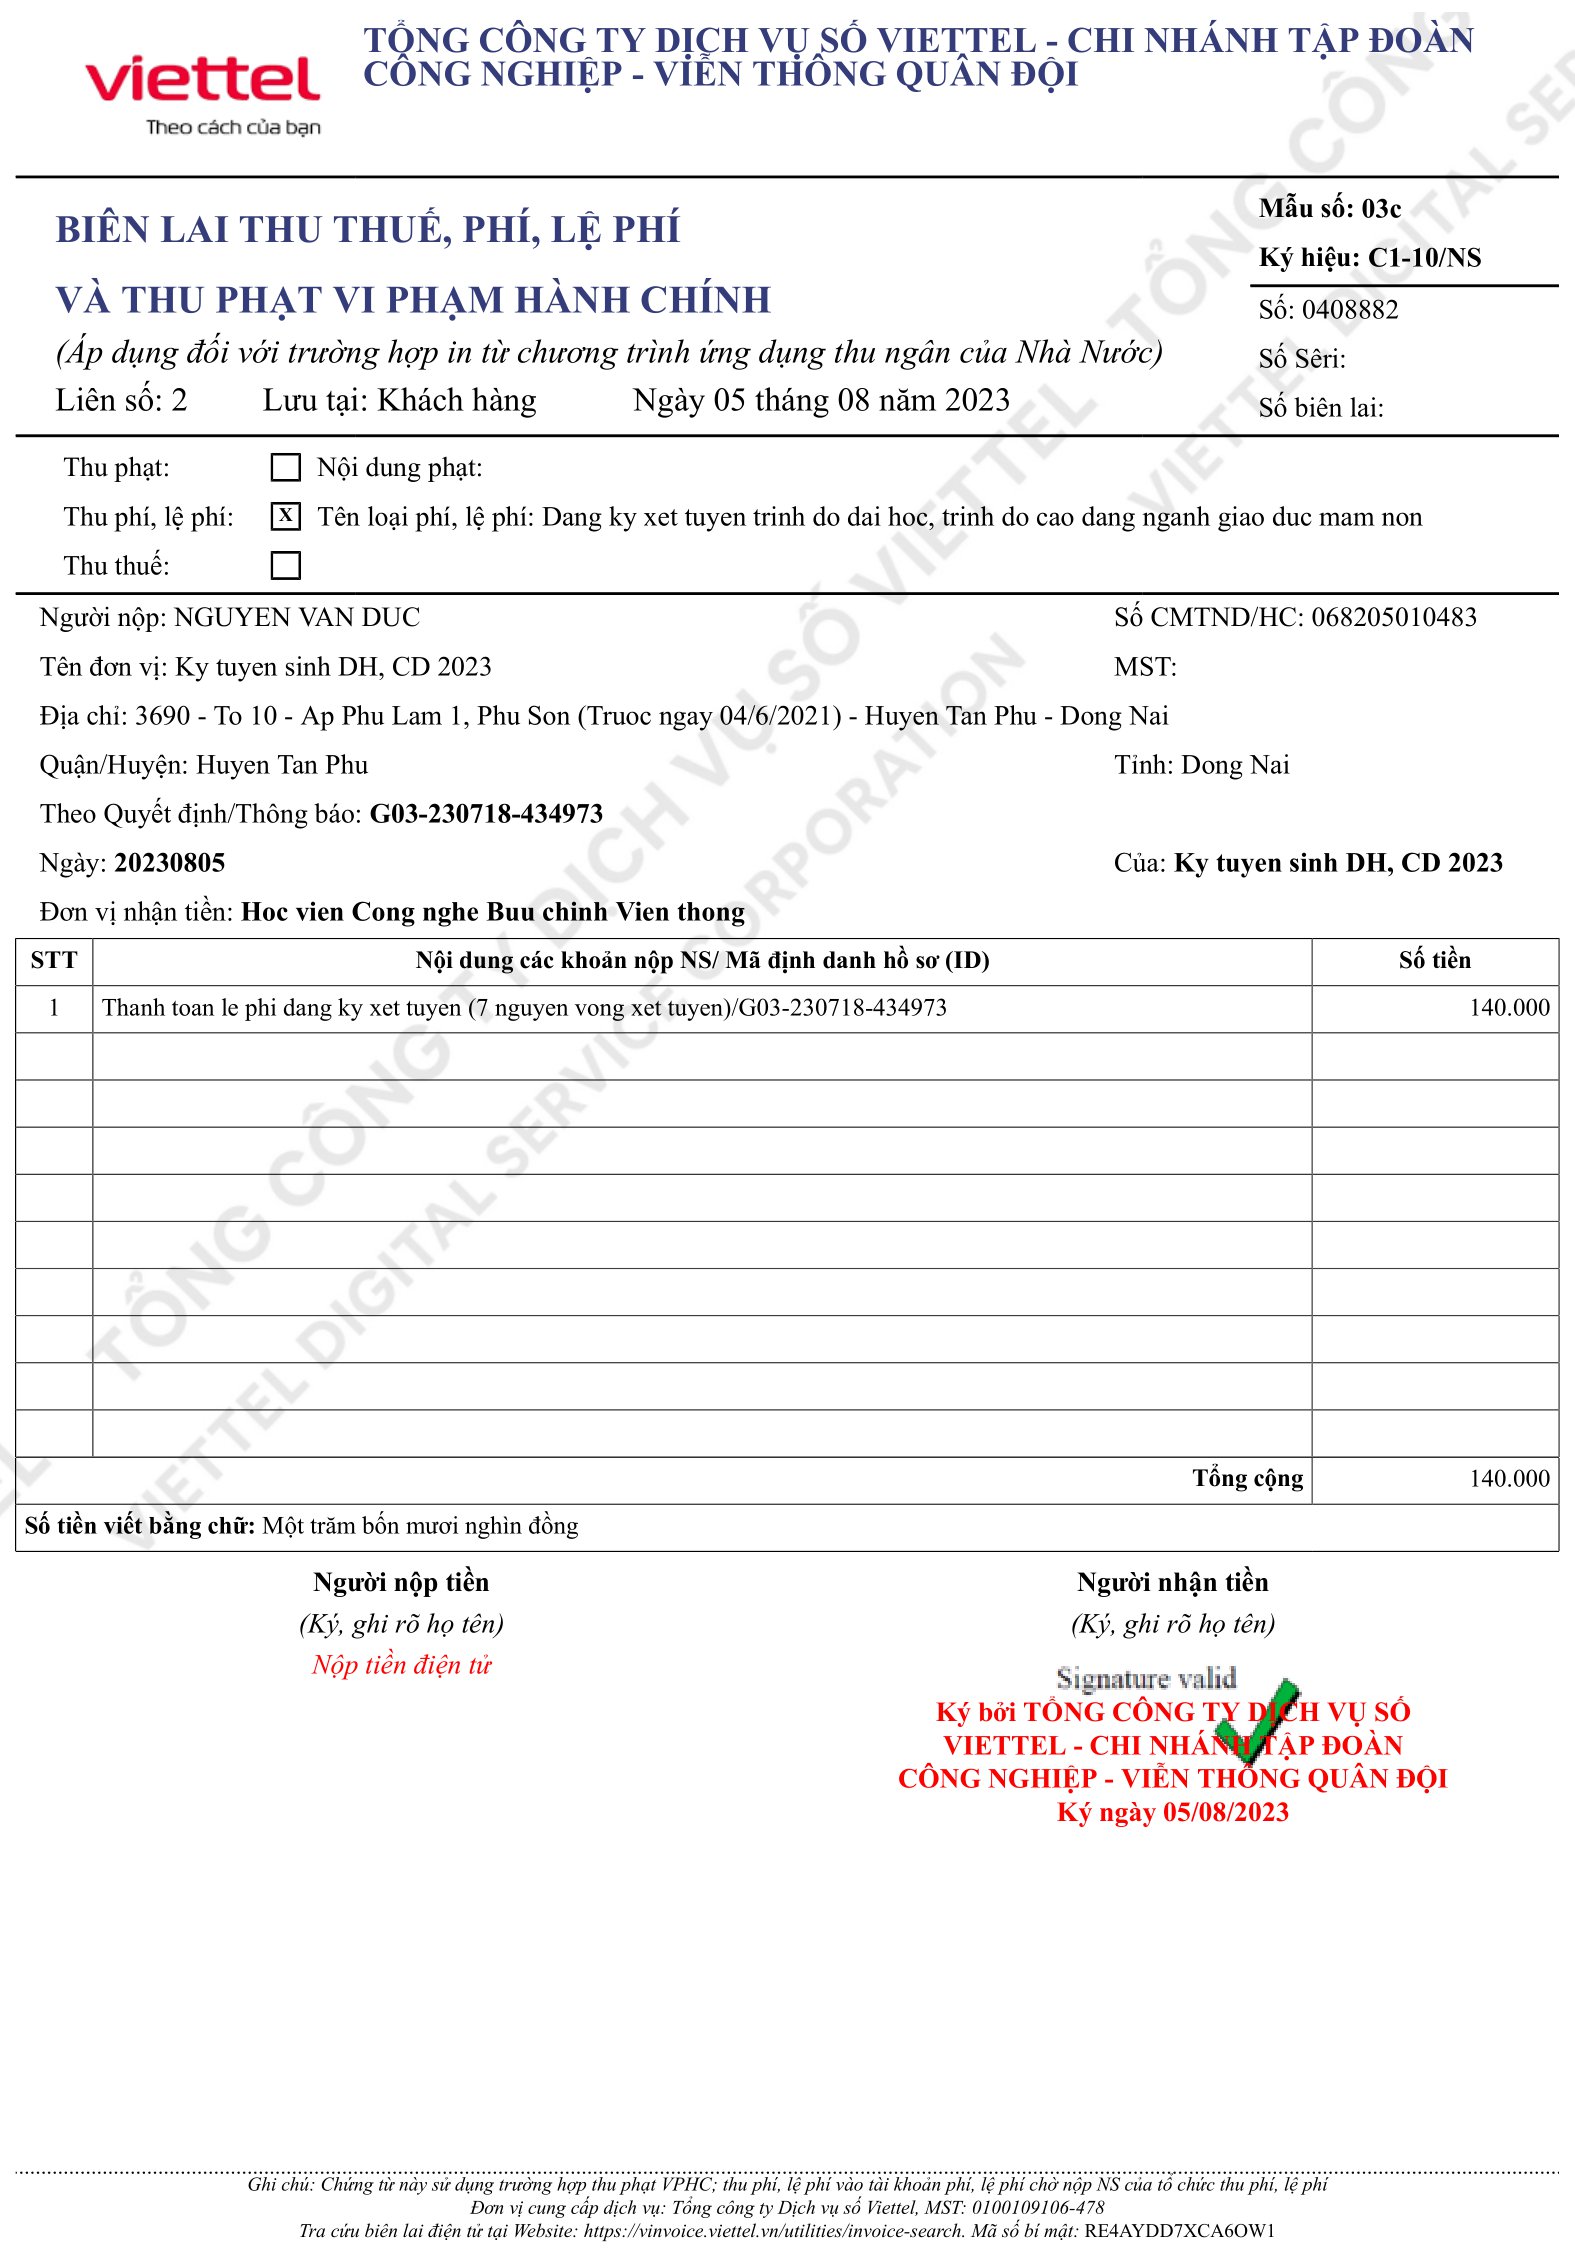 viettel
Theo cách của bạn
TỔNG CÔNG TY DỊCH VỤ SỐ VIETTEL - CHI NHÁNH TẬP ĐOÀN
CÔNG NGHIỆP - VIỄN THÔNG QUÂN ĐỘI
BIÊN LAI THU THUẾ, PHÍ, LỆ PHÍ
VÀ THU PHẠT VI PHẠM HÀNH CHÍNH
(Áp dụng đối với trường hợp in từ chương trình ứng dụng thu ngân của Nhà Nước)
Liên số: 2 Lưu tại: Khách hàng Ngày 05 tháng 08 năm 2023
Mẫu số: 03c
Ký hiệu: C1-10/NS
Số: 0408882
Số Sêri:
Số biên lai:
Thu phạt: Nội dung phạt:
Thu phí, lệ phí: X Tên loại phí, lệ phí: Dang ky xet tuyen trinh do dai hoc, trinh do cao dang nganh giao duc mam non
Thu thuế:
Người nộp: NGUYEN VAN DUC Số CMTND/HC: 068205010483
Tên đơn vị: Ky tuyen sinh DH, CD 2023 MST:
Địa chỉ: 3690 - To 10 - Ap Phu Lam 1, Phu Son (Truoc ngay 04/6/2021) - Huyen Tan Phu - Dong Nai
Quận/Huyện: Huyen Tan Phu Tỉnh: Dong Nai
Theo Quyết định/Thông báo: G03-230718-434973
Ngày: 20230805 Của: Ky tuyen sinh DH, CD 2023
Đơn vị nhận tiền: Hoc vien Cong nghe Buu chinh Vien thong
STT Nội dung các khoản nộp NS/ Mã định danh hồ sơ (ID) Số tiền
1 Thanh toan le phi dang ky xet tuyen (7 nguyen vong xet tuyen)/G03-230718-434973 140.000
Tổng cộng 140.000
Số tiền viết bằng chữ: Một trăm bốn mươi nghìn đồng
Người nộp tiền
(Ký, ghi rõ họ tên)
Nộp tiền điện tử
Người nhận tiền
(Ký, ghi rõ họ tên)
Signature valid
Ký bởi TỔNG CÔNG TY DỊCH VỤ SỐ
VIETTEL - CHI NHÁNH TẬP ĐOÀN
CÔNG NGHIỆP - VIỄN THÔNG QUÂN ĐỘI
Ký ngày 05/08/2023
Ghi chú: Chứng từ này sử dụng trường hợp thu phạt VPHC; thu phí, lệ phí vào tài khoản phí, lệ phí chờ nộp NS của tổ chức thu phí, lệ phí
Đơn vị cung cấp dịch vụ: Tổng công ty Dịch vụ số Viettel, MST: 0100109106-478
Tra cứu biên lai điện tử tại Website: https://vinvoice.viettel.vn/utilities/invoice-search. Mã số bí mật: RE4AYDD7XCA6OW1
TỔNG CÔNG TY DỊCH VỤ SỐ VIETTEL
VIETTEL DIGITAL SERVICE CORPORATION
TỔNG CÔNG
VIETTEL DIGITAL SER